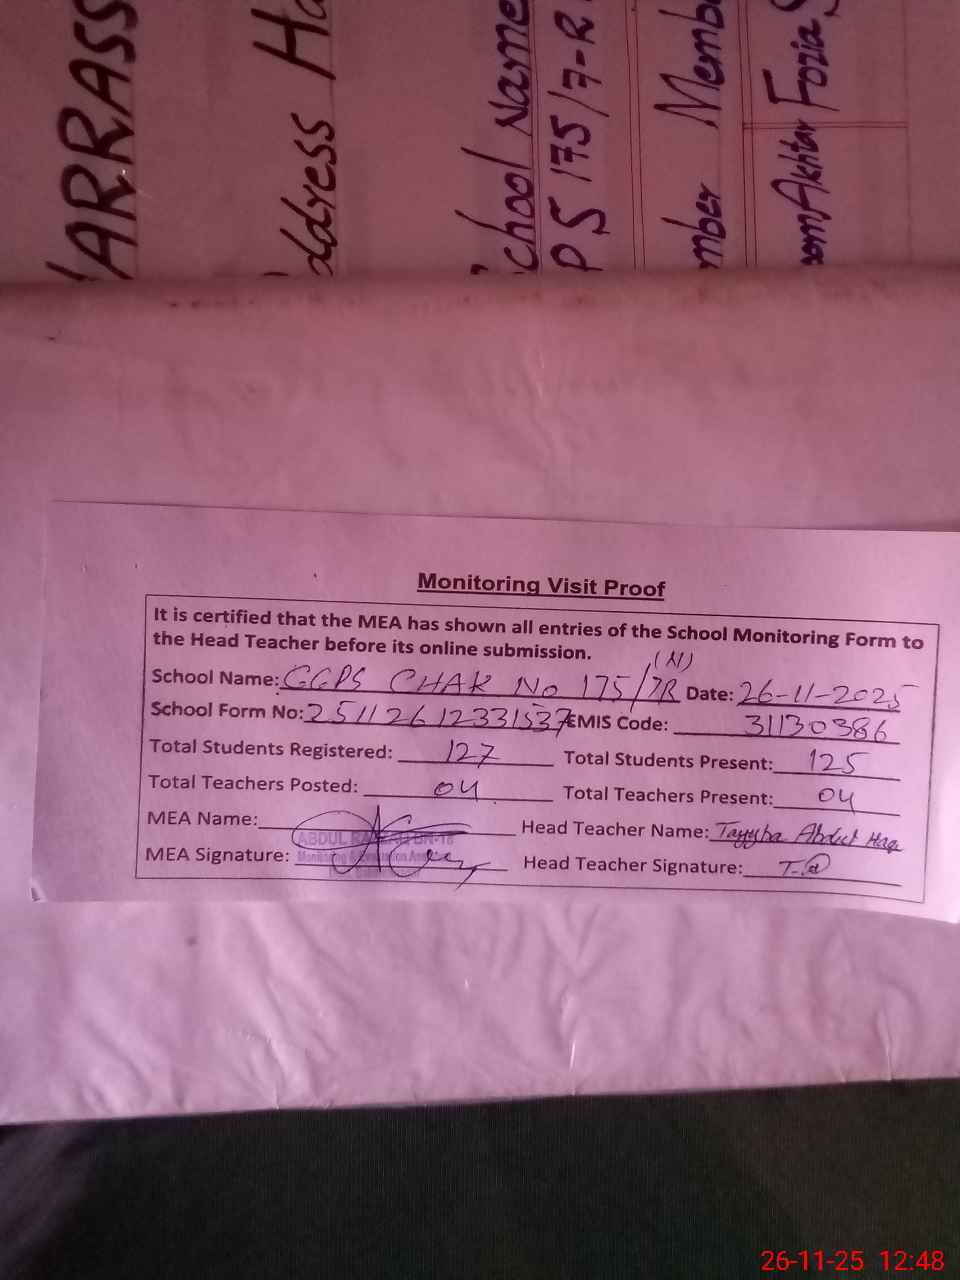 ARRASS
ddress Ha
chool Name
PS 175/7-R
mber Memb
Akhtar Fozia
Monitoring Visit Proof
It is certified that the MEA has shown all entries of the School Monitoring Form to
the Head Teacher before its online submission.
(M)
School Name: GGPS CHAK No 175/7R Date: 26-11-2025
School Form No: 25112612331537 EMIS Code: 31130386
Total Students Registered: 127 Total Students Present: 125
Total Teachers Posted: 04 Total Teachers Present: 04
MEA Name: ABDUL Head Teacher Name: Tayyba Abdul Haq
MEA Signature: Head Teacher Signature:
26-11-25 12:48